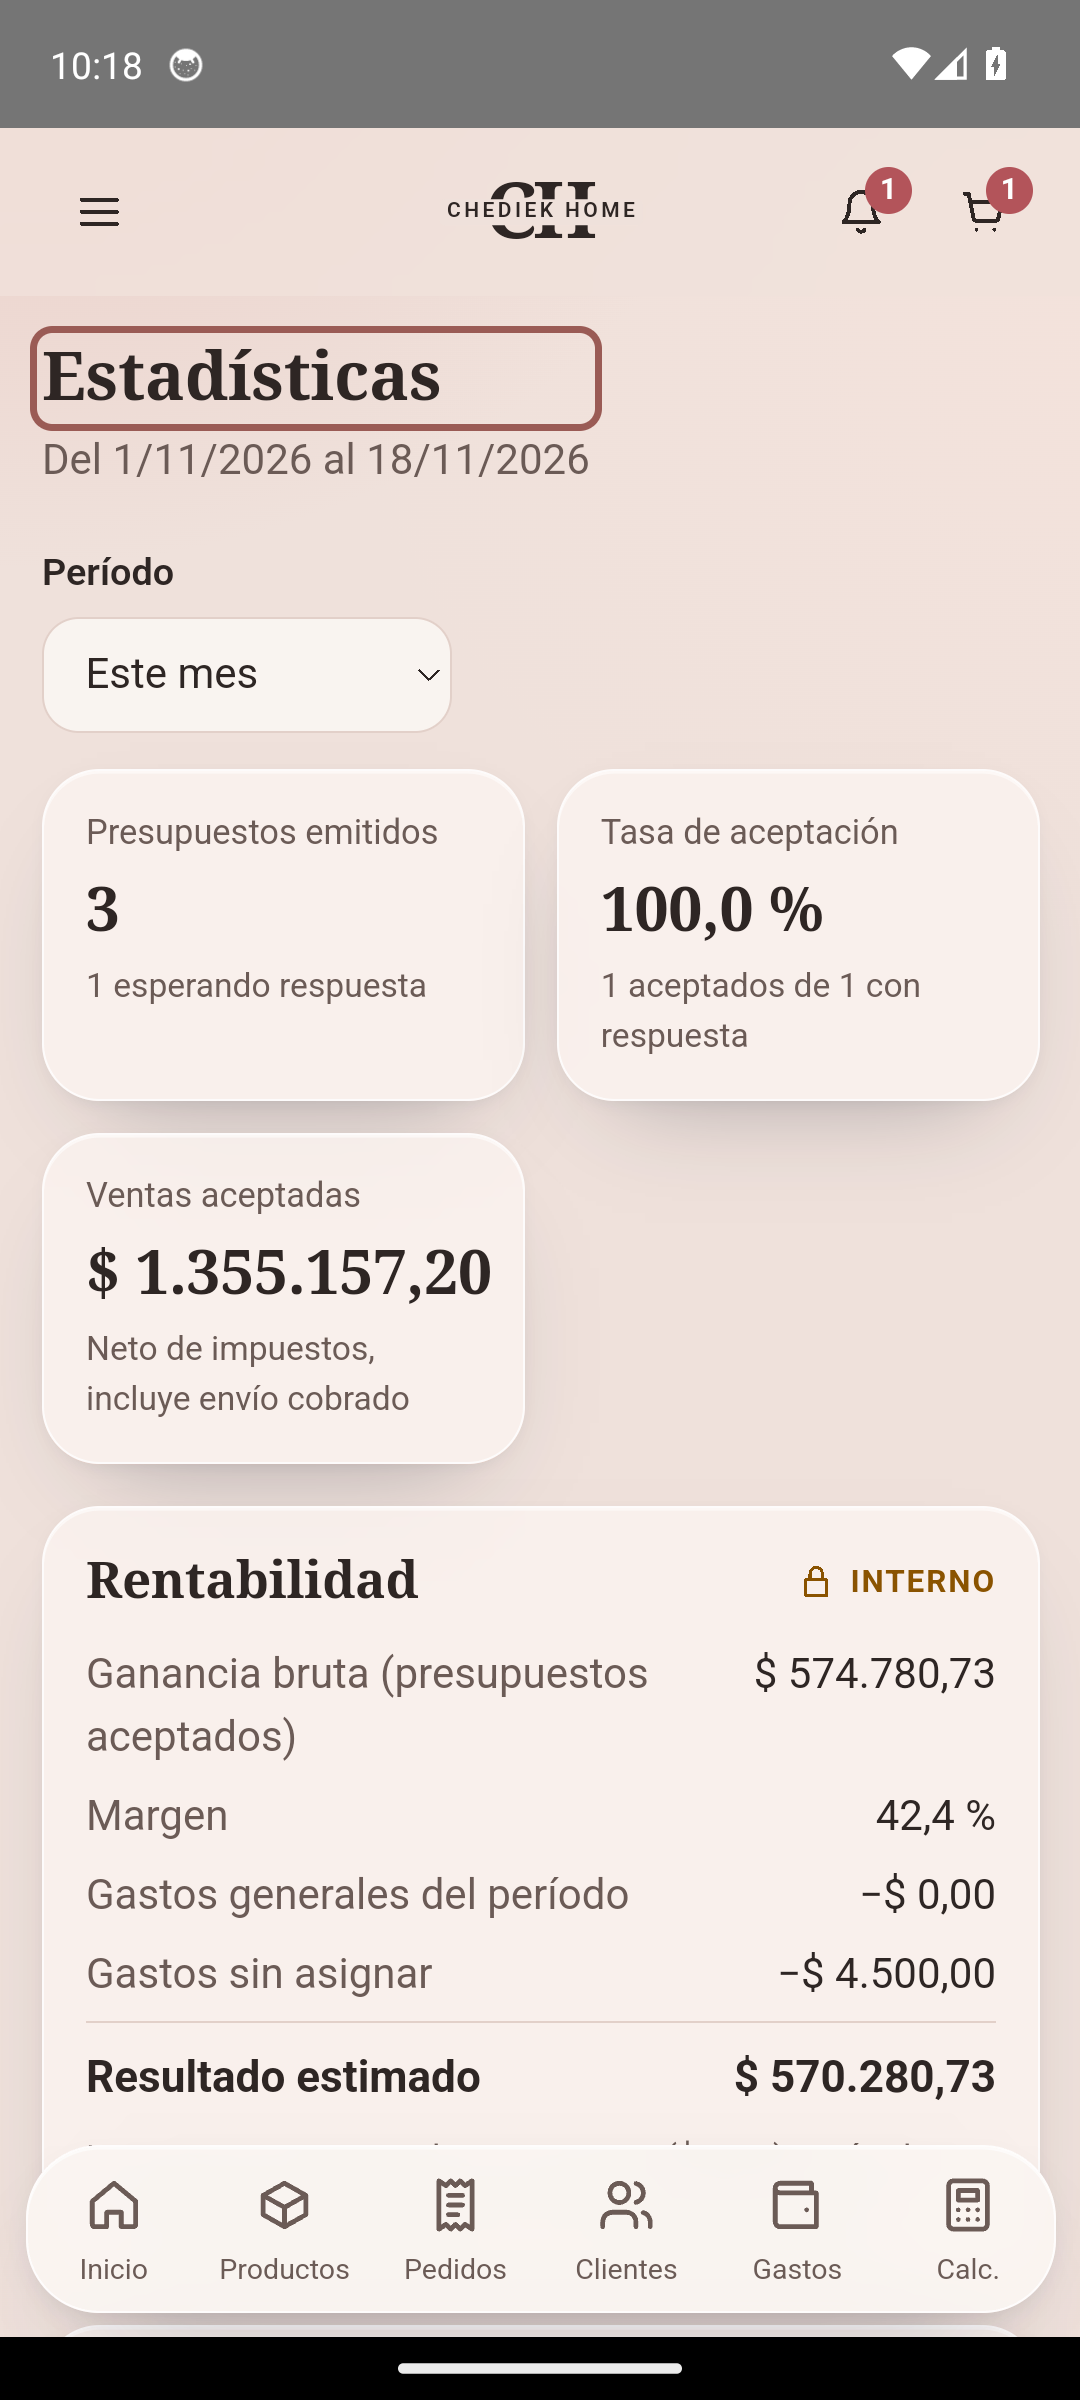 10:18
CH
CHEDIEK HOME
1
1
Estadísticas
Del 1/11/2026 al 18/11/2026
Período
Este mes
Presupuestos emitidos
3
1 esperando respuesta
Tasa de aceptación
100,0 %
1 aceptados de 1 con
respuesta
Ventas aceptadas
$ 1.355.157,20
Neto de impuestos,
incluye envío cobrado
Rentabilidad
INTERNO
Ganancia bruta (presupuestos
aceptados)
$ 574.780,73
Margen
42,4 %
Gastos generales del período
−$ 0,00
Gastos sin asignar
−$ 4.500,00
Resultado estimado
$ 570.280,73
Inicio
Productos
Pedidos
Clientes
Gastos
Calc.